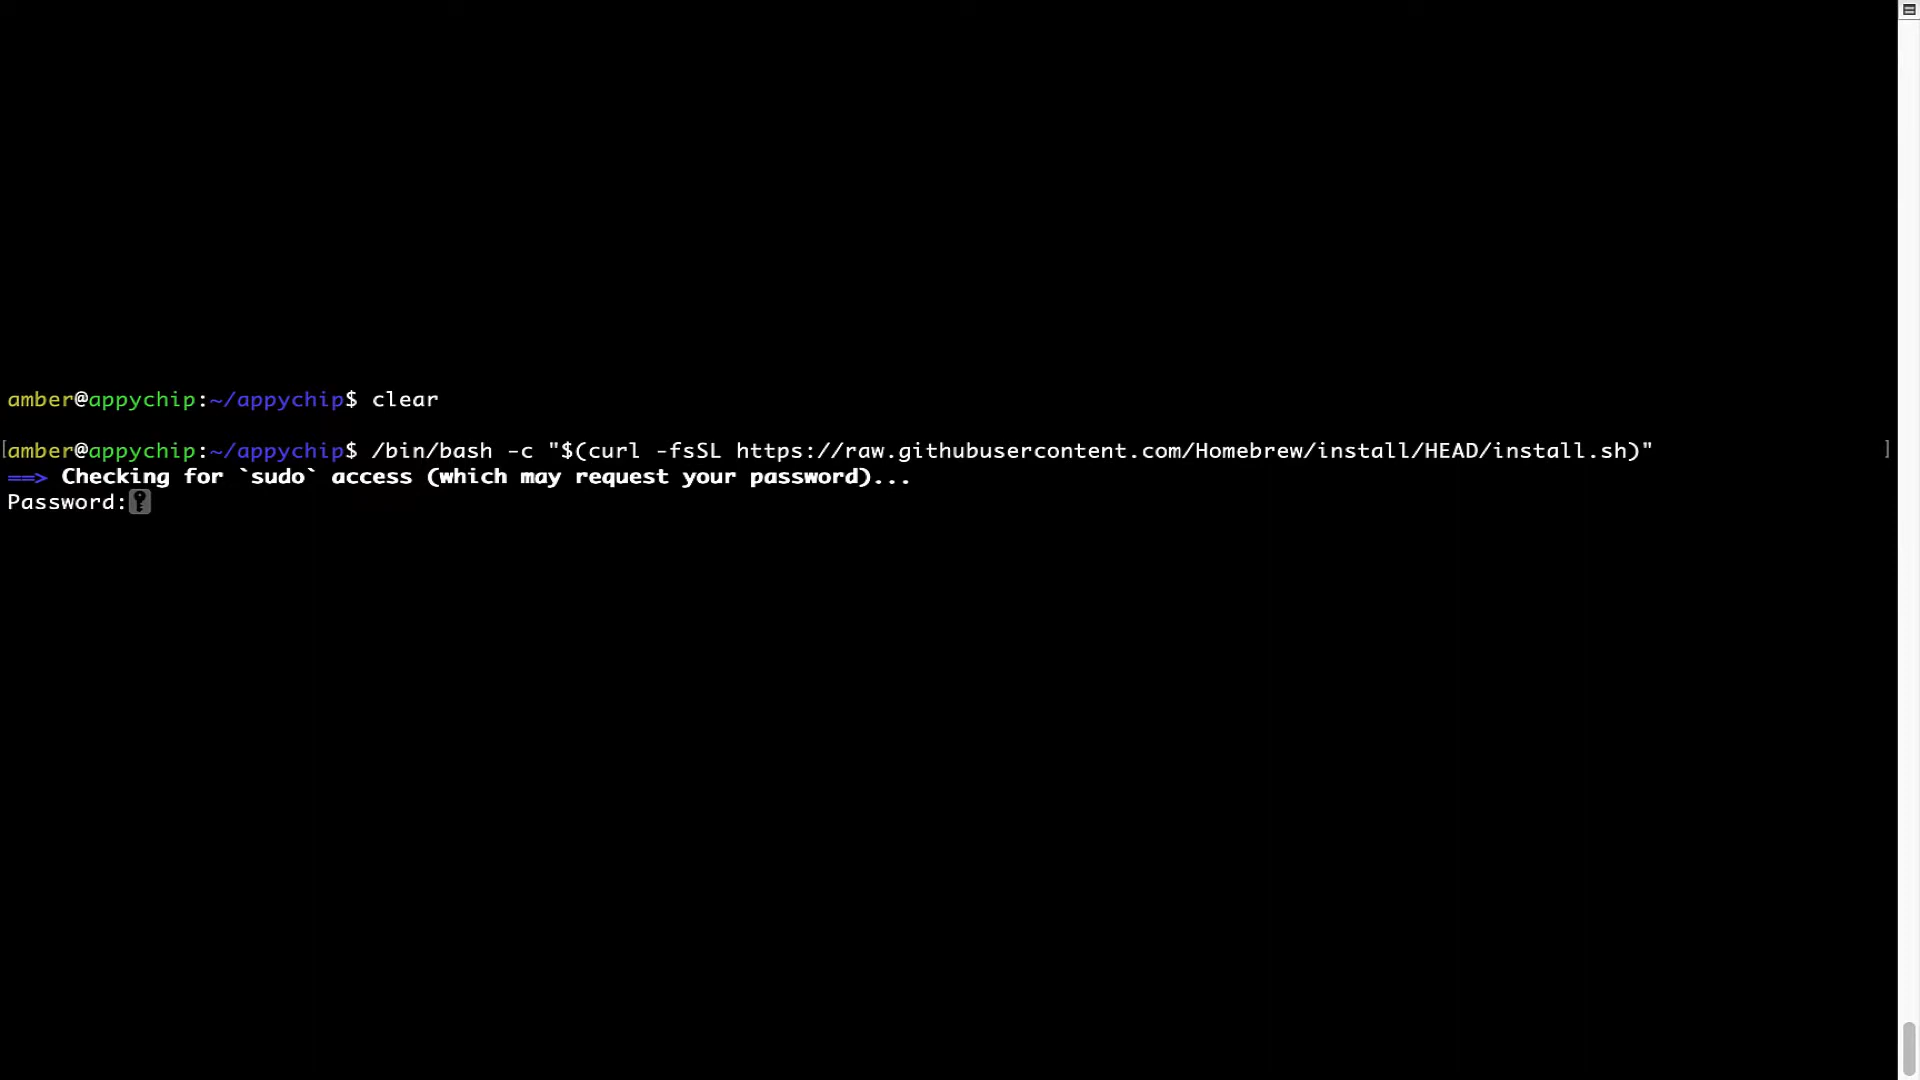 amber@appychip:~/appychip$ clear
[amber@appychip:~/appychip$ /bin/bash -c "$(curl -fsSL https://raw.githubusercontent.com/Homebrew/install/HEAD/install.sh)" ]
==> Checking for `sudo` access (which may request your password)...
Password: